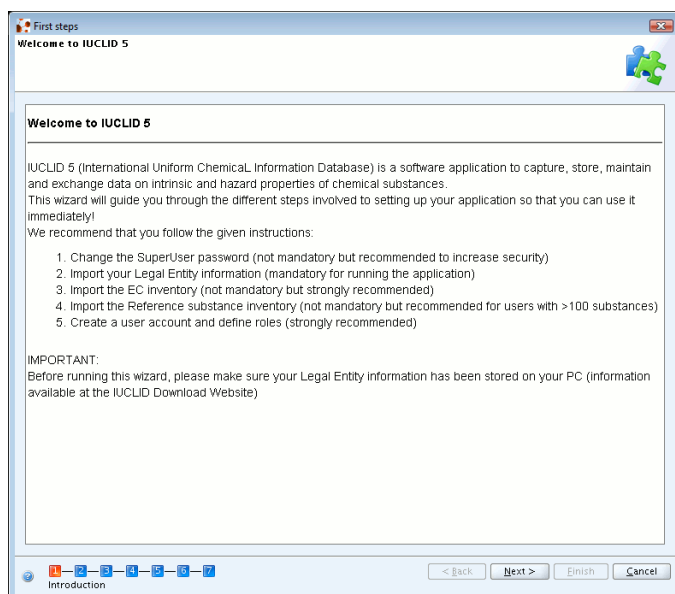 First steps
Welcome to IUCLID 5
Welcome to IUCLID 5
IUCLID 5 (International Uniform ChemicaL Information Database) is a software application to capture, store, maintain
and exchange data on intrinsic and hazard properties of chemical substances.
This wizard will guide you through the different steps involved to setting up your application so that you can use it
immediately!
We recommend that you follow the given instructions:
1. Change the SuperUser password (not mandatory but recommended to increase security)
2. Import your Legal Entity information (mandatory for running the application)
3. Import the EC inventory (not mandatory but strongly recommended)
4. Import the Reference substance inventory (not mandatory but recommended for users with >100 substances)
5. Create a user account and define roles (strongly recommended)
IMPORTANT:
Before running this wizard, please make sure your Legal Entity information has been stored on your PC (information
available at the IUCLID Download Website)
1 2 3 4 5 6 7 < Back Next > Finish Cancel
Introduction